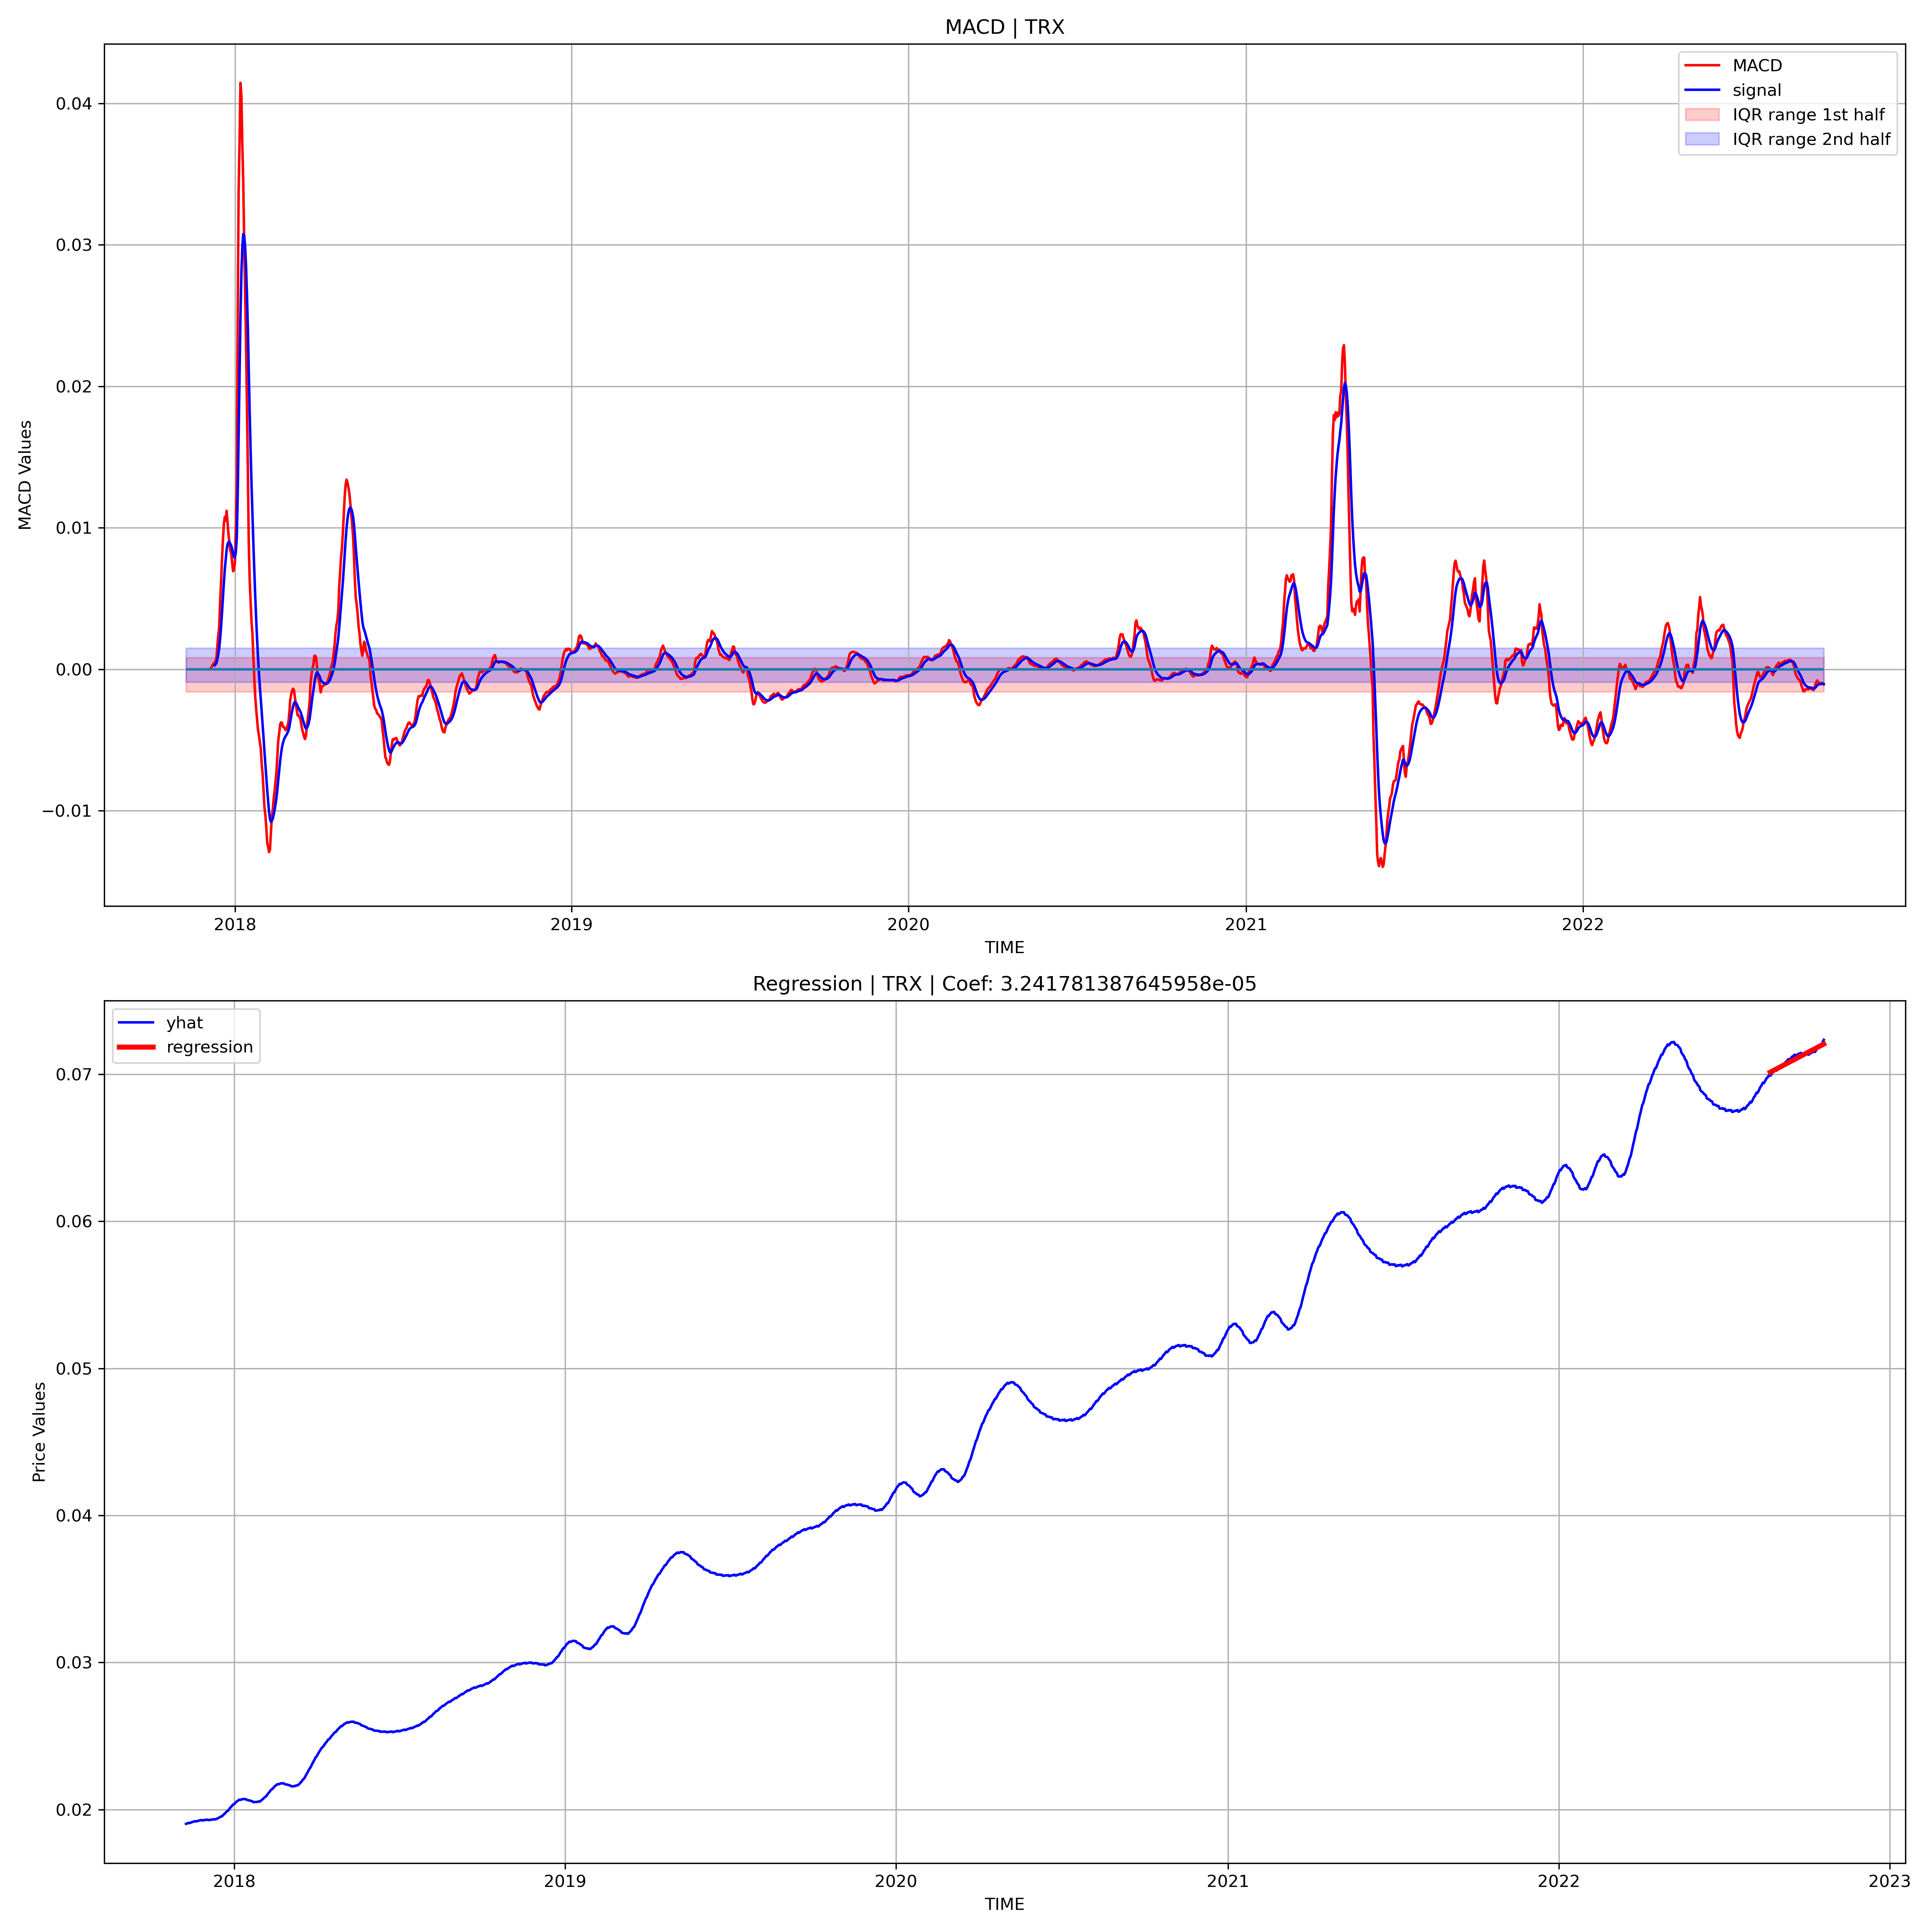 MACD | TRX
MACD
signal
IQR range 1st half
IQR range 2nd half
MACD Values
0.04
0.03
0.02
0.01
0.00
−0.01
2018
2019
2020
2021
2022
TIME
Regression | TRX | Coef: 3.241781387645958e-05
yhat
regression
Price Values
0.07
0.06
0.05
0.04
0.03
0.02
2018
2019
2020
2021
2022
2023
TIME